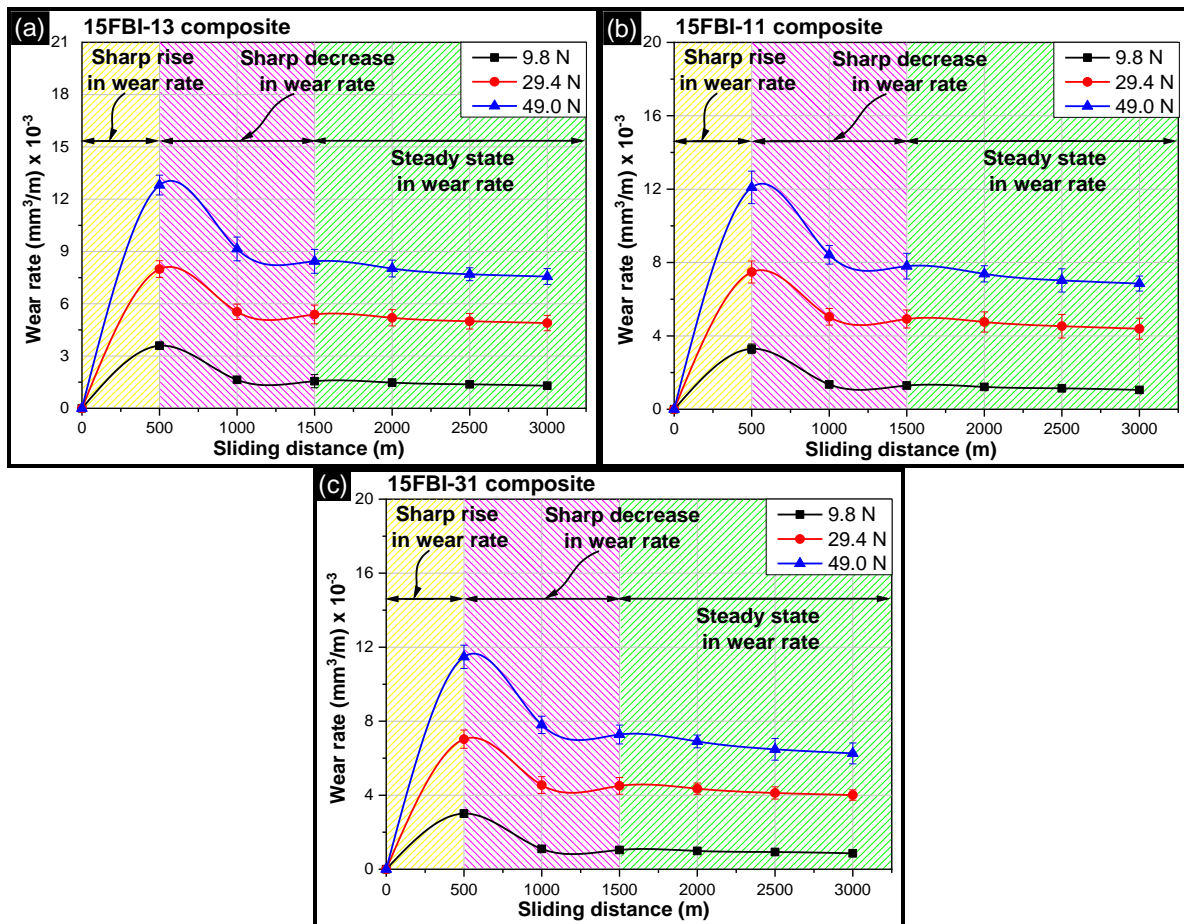 (a)
15FBI-13 composite
21
18
15
12
9
6
3
0
Wear rate (mm³/m) x 10⁻³
Sharp rise
in wear rate
Sharp decrease
in wear rate
Steady state
in wear rate
9.8 N
29.4 N
49.0 N
0 500 1000 1500 2000 2500 3000
Sliding distance (m)
(b)
15FBI-11 composite
20
16
12
8
4
0
Wear rate (mm³/m) x 10⁻³
Sharp rise
in wear rate
Sharp decrease
in wear rate
Steady state
in wear rate
9.8 N
29.4 N
49.0 N
0 500 1000 1500 2000 2500 3000
Sliding distance (m)
(c)
15FBI-31 composite
20
16
12
8
4
0
Wear rate (mm³/m) x 10⁻³
Sharp rise
in wear rate
Sharp decrease
in wear rate
Steady state
in wear rate
9.8 N
29.4 N
49.0 N
0 500 1000 1500 2000 2500 3000
Sliding distance (m)